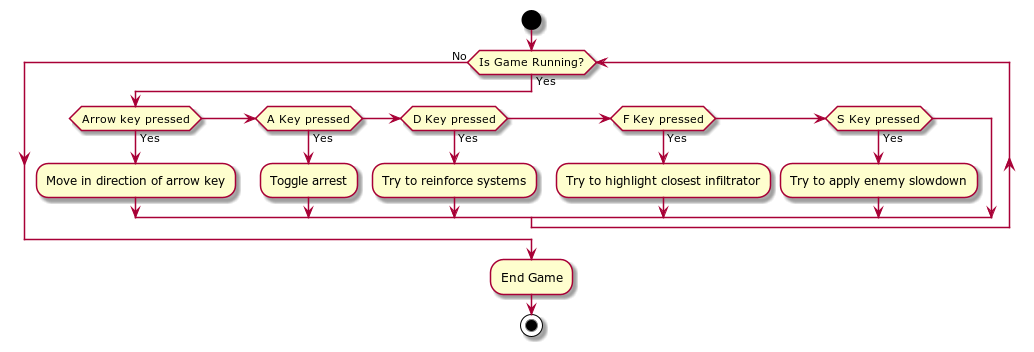 Is Game Running?
No
Yes
Arrow key pressed
A Key pressed
D Key pressed
F Key pressed
S Key pressed
Yes
Yes
Yes
Yes
Yes
Move in direction of arrow key
Toggle arrest
Try to reinforce systems
Try to highlight closest infiltrator
Try to apply enemy slowdown
End Game